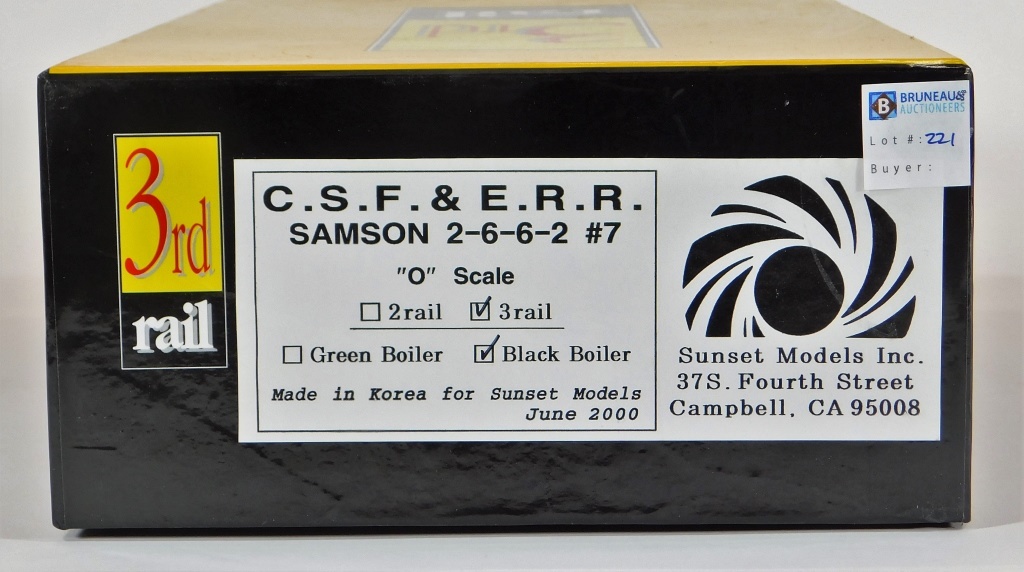 3rd
rail
C.S.F. & E.R.R.
SAMSON 2-6-6-2 #7
"O" Scale
☐ 2rail ☑ 3rail
☐ Green Boiler ☑ Black Boiler
Made in Korea for Sunset Models
June 2000
Sunset Models Inc.
37S. Fourth Street
Campbell, CA 95008
B BRUNEAU&
AUCTIONEERS
Lot #: 221
Buyer: